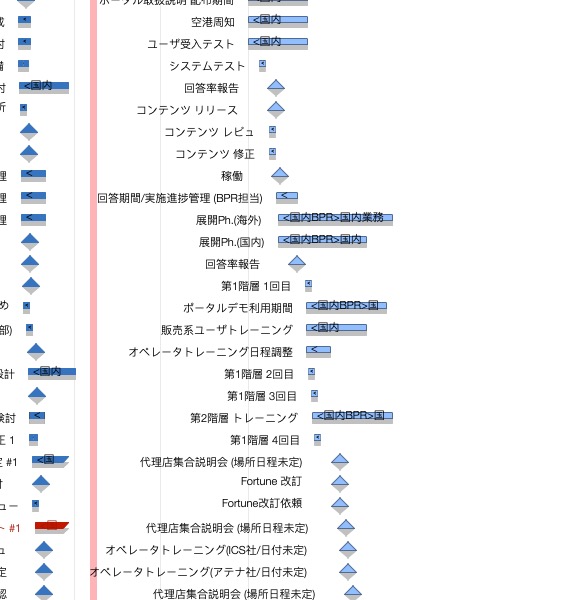 ポータル取扱説明 配布期間
<国内
空港周知
<国内
ユーザ受入テスト
<国内
システムテスト
<
付
<国内
回答率報告
<
コンテンツ リリース
コンテンツ レビュ
<
コンテンツ 修正
<
理
<
稼働
理
<
回答期間/実施進捗管理 (BPR担当)
<
理
<
展開Ph.(海外)
<国内BPR>国内業務
展開Ph.(国内)
<国内BPR>国内
回答率報告
第1階層 1回目
<
め
ポータルデモ利用期間
<国内BPR>国
部)
販売系ユーザトレーニング
<国内
オペレータトレーニング日程調整
<
設計
<国内
第1階層 2回目
<
第1階層 3回目
<
検討
<
第2階層 トレーニング
<国内BPR>国
正 1
第1階層 4回目
<
定 #1
<国
代理店集合説明会 (場所日程未定)
Fortune 改訂
ュー
Fortune改訂依頼
ト #1
代理店集合説明会 (場所日程未定)
ュ
オペレータトレーニング(ICS社/日付未定)
定
オペレータトレーニング(アテナ社/日付未定)
認
代理店集合説明会 (場所日程未定)